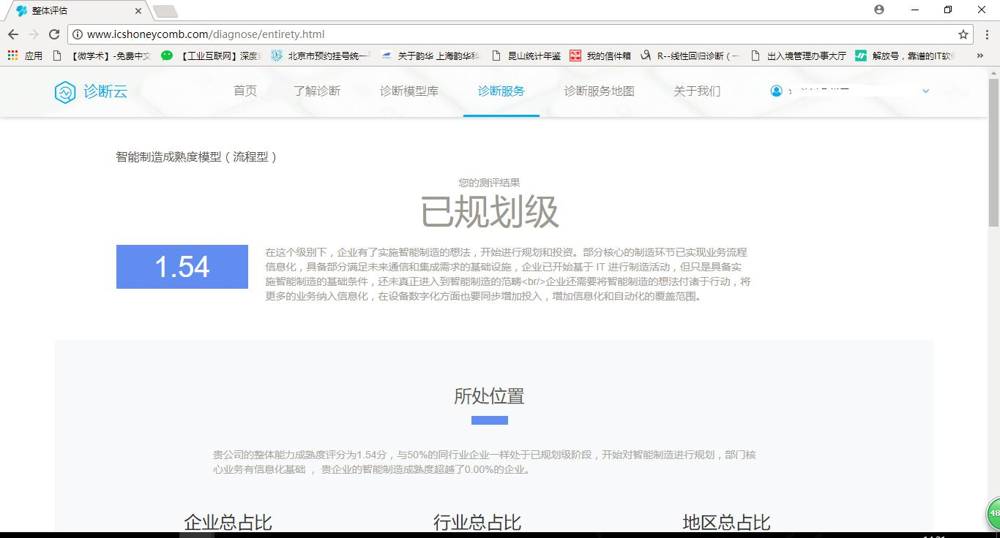 整体评估
www.icshoneycomb.com/diagnose/entirety.html
应用 【微学术】-免费中文 【工业互联网】深度 北京市预约挂号统一 关于韵华 上海韵华科 昆山统计年鉴 我的信件箱 R--线性回归诊断（一 出入境管理办事大厅 解放号，靠谱的IT软 »
诊断云 首页 了解诊断 诊断模型库 诊断服务 诊断服务地图 关于我们
智能制造成熟度模型（流程型）
您的测评结果
已规划级
1.54
在这个级别下，企业有了实施智能制造的想法，开始进行规划和投资。部分核心的制造环节已实现业务流程
信息化，具备部分满足未来通信和集成需求的基础设施，企业已开始基于 IT 进行制造活动，但只是具备实
施智能制造的基础条件，还未真正进入到智能制造的范畴<br/>企业还需要将智能制造的想法付诸于行动，将
更多的业务纳入信息化，在设备数字化方面也要同步增加投入，增加信息化和自动化的覆盖范围。
所处位置
贵公司的整体能力成熟度评分为1.54分，与50%的同行业企业一样处于已规划级阶段，开始对智能制造进行规划，部门核
心业务有信息化基础 ， 贵企业的智能制造成熟度超越了0.00%的企业。
企业总占比 行业总占比 地区总占比
48